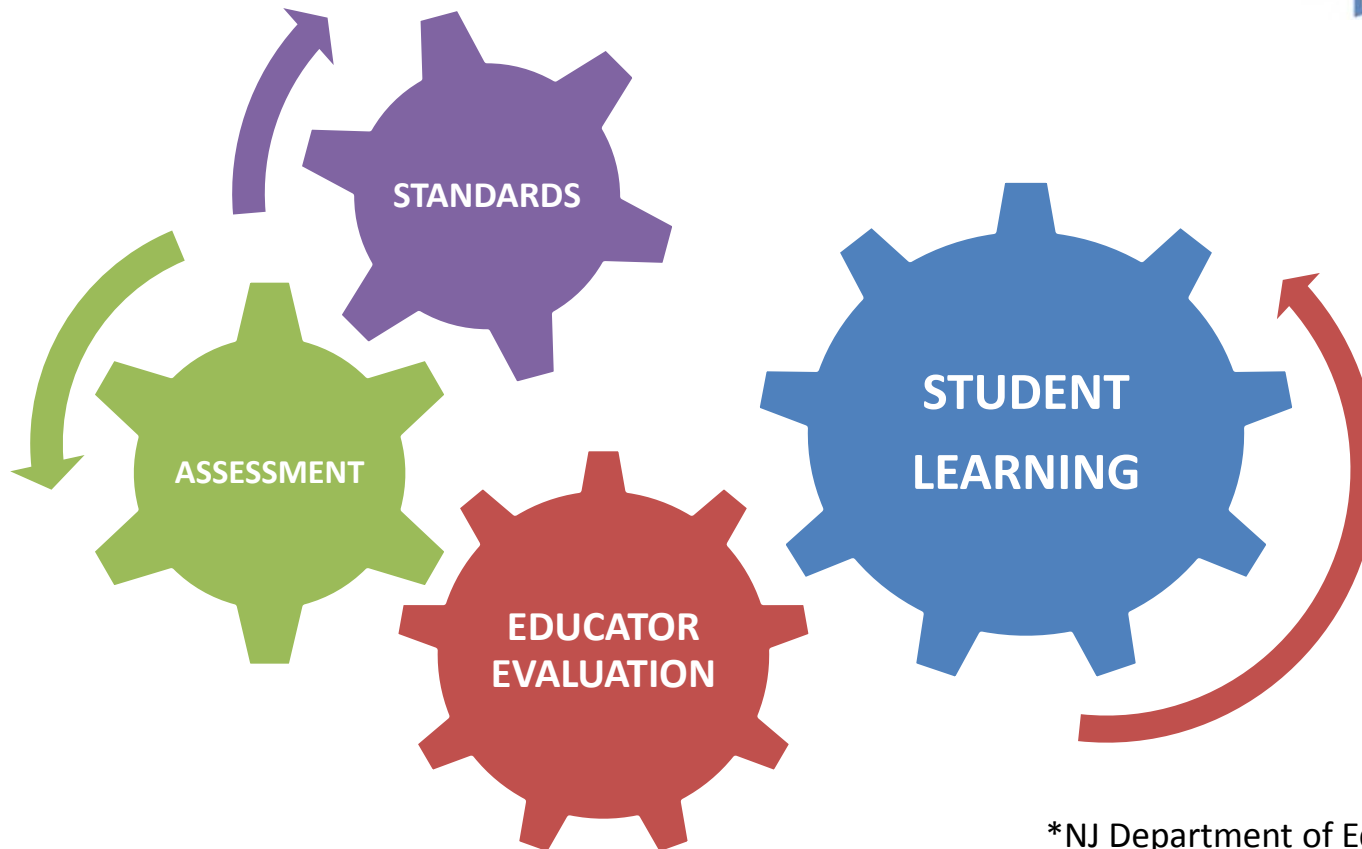 STANDARDS
STUDENT
LEARNING
ASSESSMENT
EDUCATOR
EVALUATION
*NJ Department of